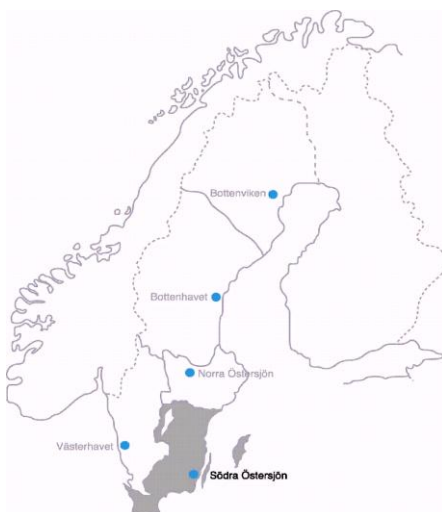 Bottenviken
Bottenhavet
Norra Östersjön
Västerhavet
Södra Östersjön